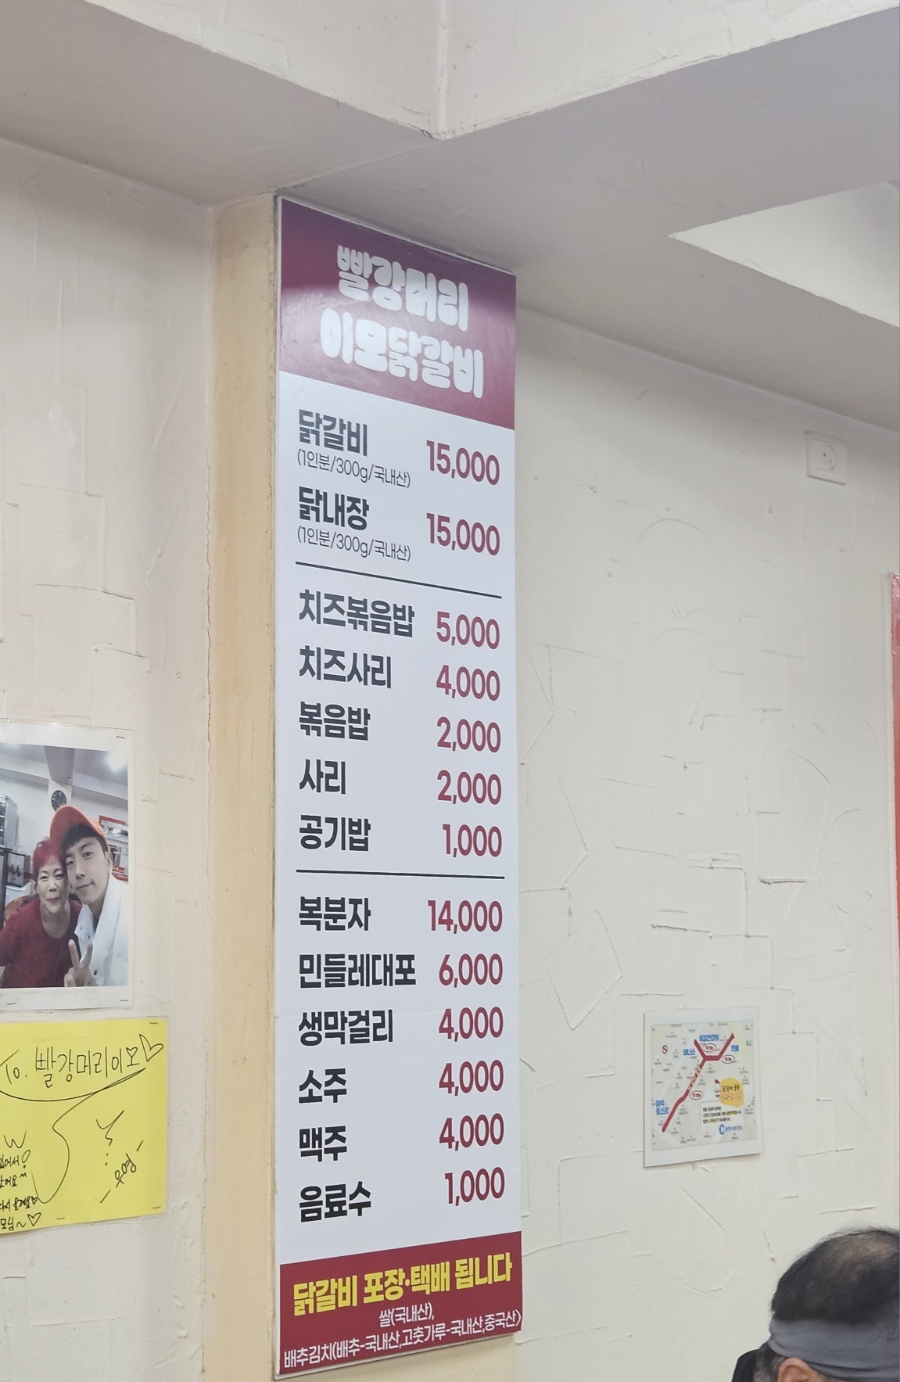 빨강머리
이모닭갈비
닭갈비 15,000
(1인분/300g/국내산)
닭내장 15,000
(1인분/300g/국내산)
치즈볶음밥 5,000
치즈사리 4,000
볶음밥 2,000
사리 2,000
공기밥 1,000
복분자 14,000
민들레대포 6,000
생막걸리 4,000
소주 4,000
맥주 4,000
음료수 1,000
닭갈비 포장·택배 됩니다
쌀(국내산),
배추김치(배추-국내산,고춧가루-국내산,중국산)
To. 빨강머리이모♡